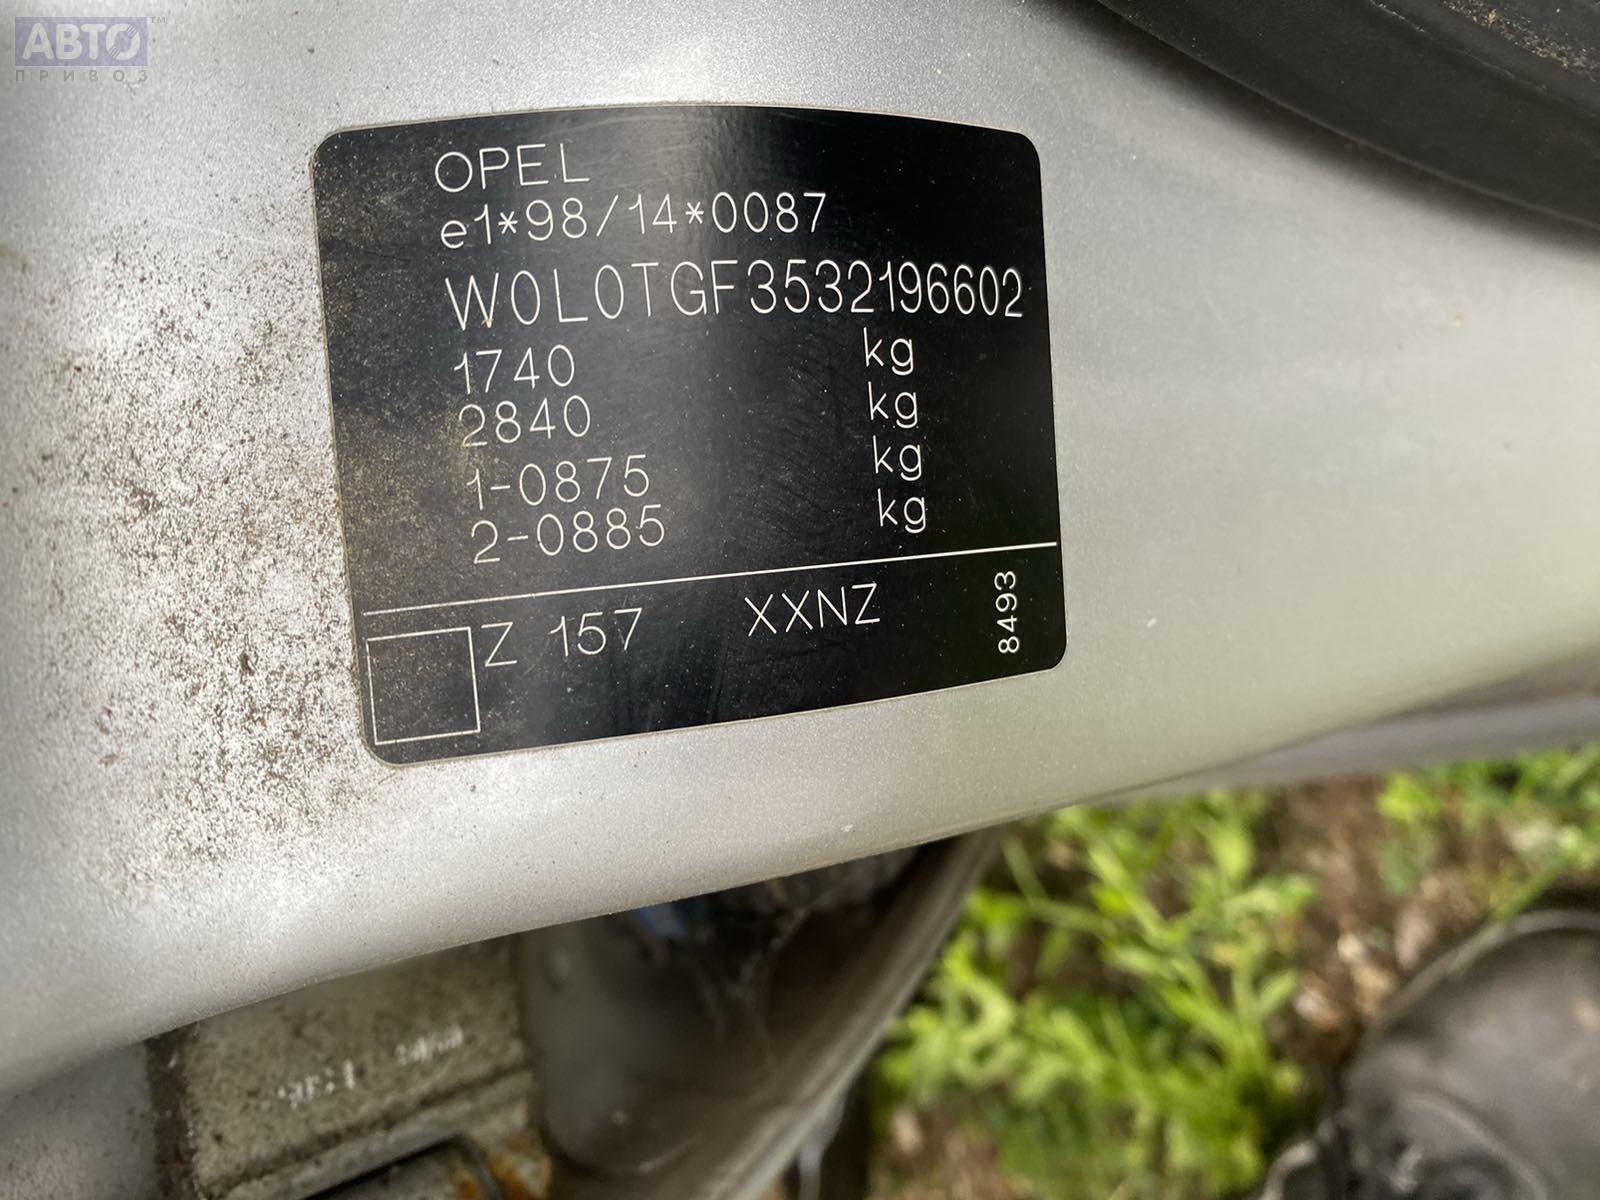 АВТО™
ПРИВОЗ
OPEL
e1*98/14*0087
W0L0TGF3532196602
1740 kg
2840 kg
1-0875 kg
2-0885 kg
Z 157 XXNZ
8493